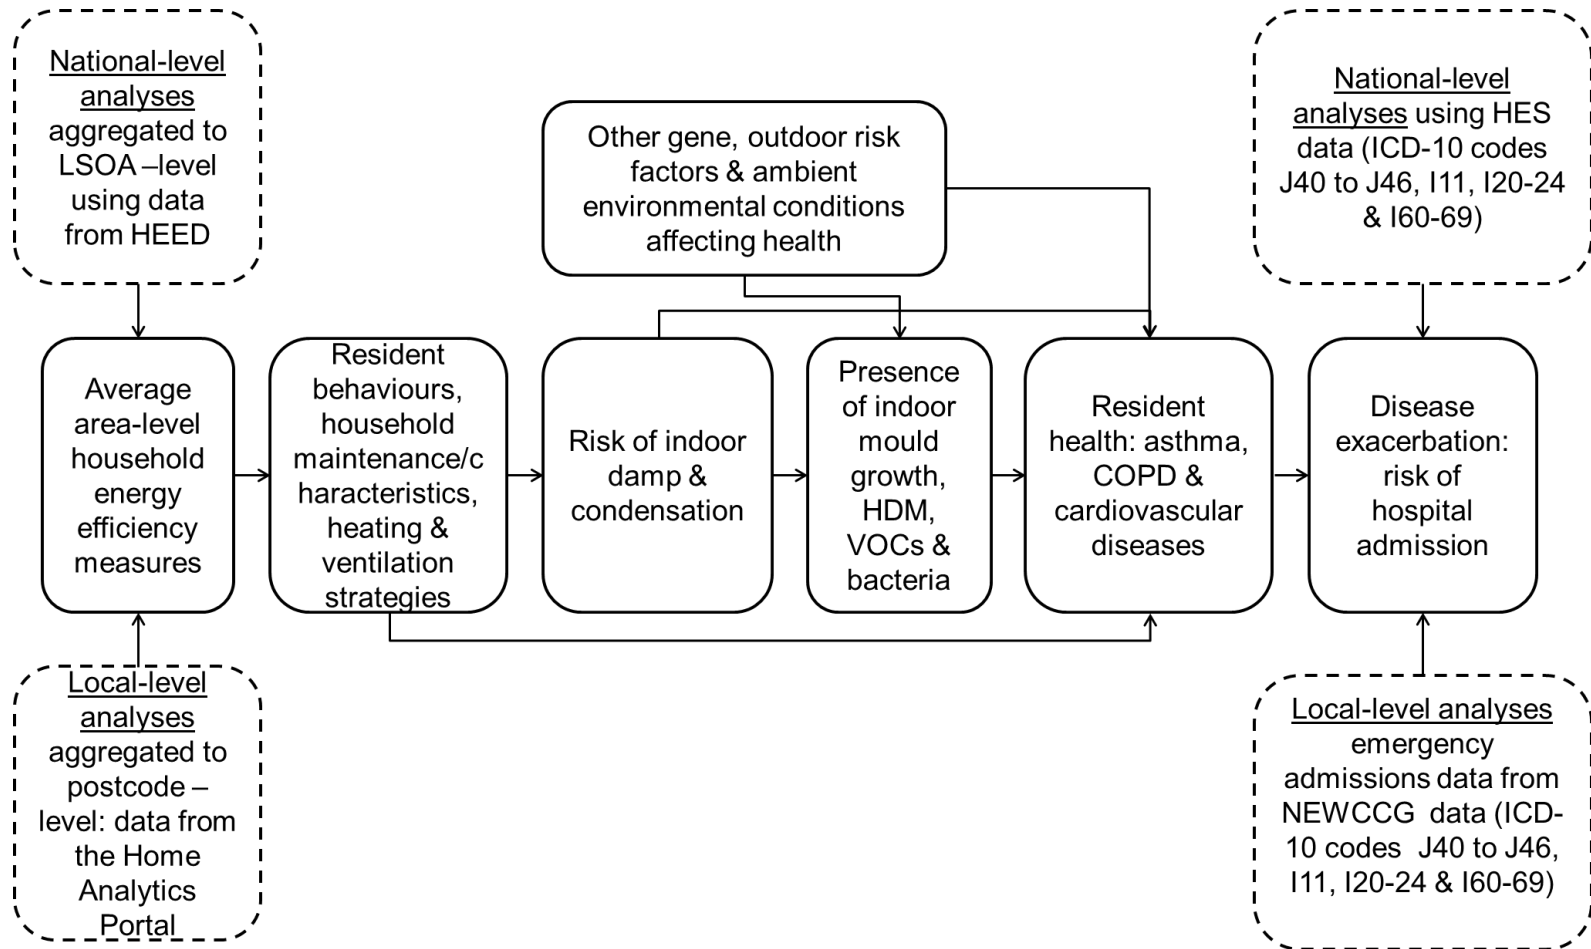 National-level
analyses
aggregated to
LSOA –level
using data
from HEED
Other gene, outdoor risk
factors & ambient
environmental conditions
affecting health
National-level
analyses using HES
data (ICD-10 codes
J40 to J46, I11, I20-24
& I60-69)
Average
area-level
household
energy
efficiency
measures
Resident
behaviours,
household
maintenance/c
haracteristics,
heating &
ventilation
strategies
Risk of indoor
damp &
condensation
Presence
of indoor
mould
growth,
HDM,
VOCs &
bacteria
Resident
health: asthma,
COPD &
cardiovascular
diseases
Disease
exacerbation:
risk of
hospital
admission
Local-level
analyses
aggregated to
postcode –
level: data from
the Home
Analytics
Portal
Local-level analyses
emergency
admissions data from
NEWCCG data (ICD-
10 codes J40 to J46,
I11, I20-24 & I60-69)